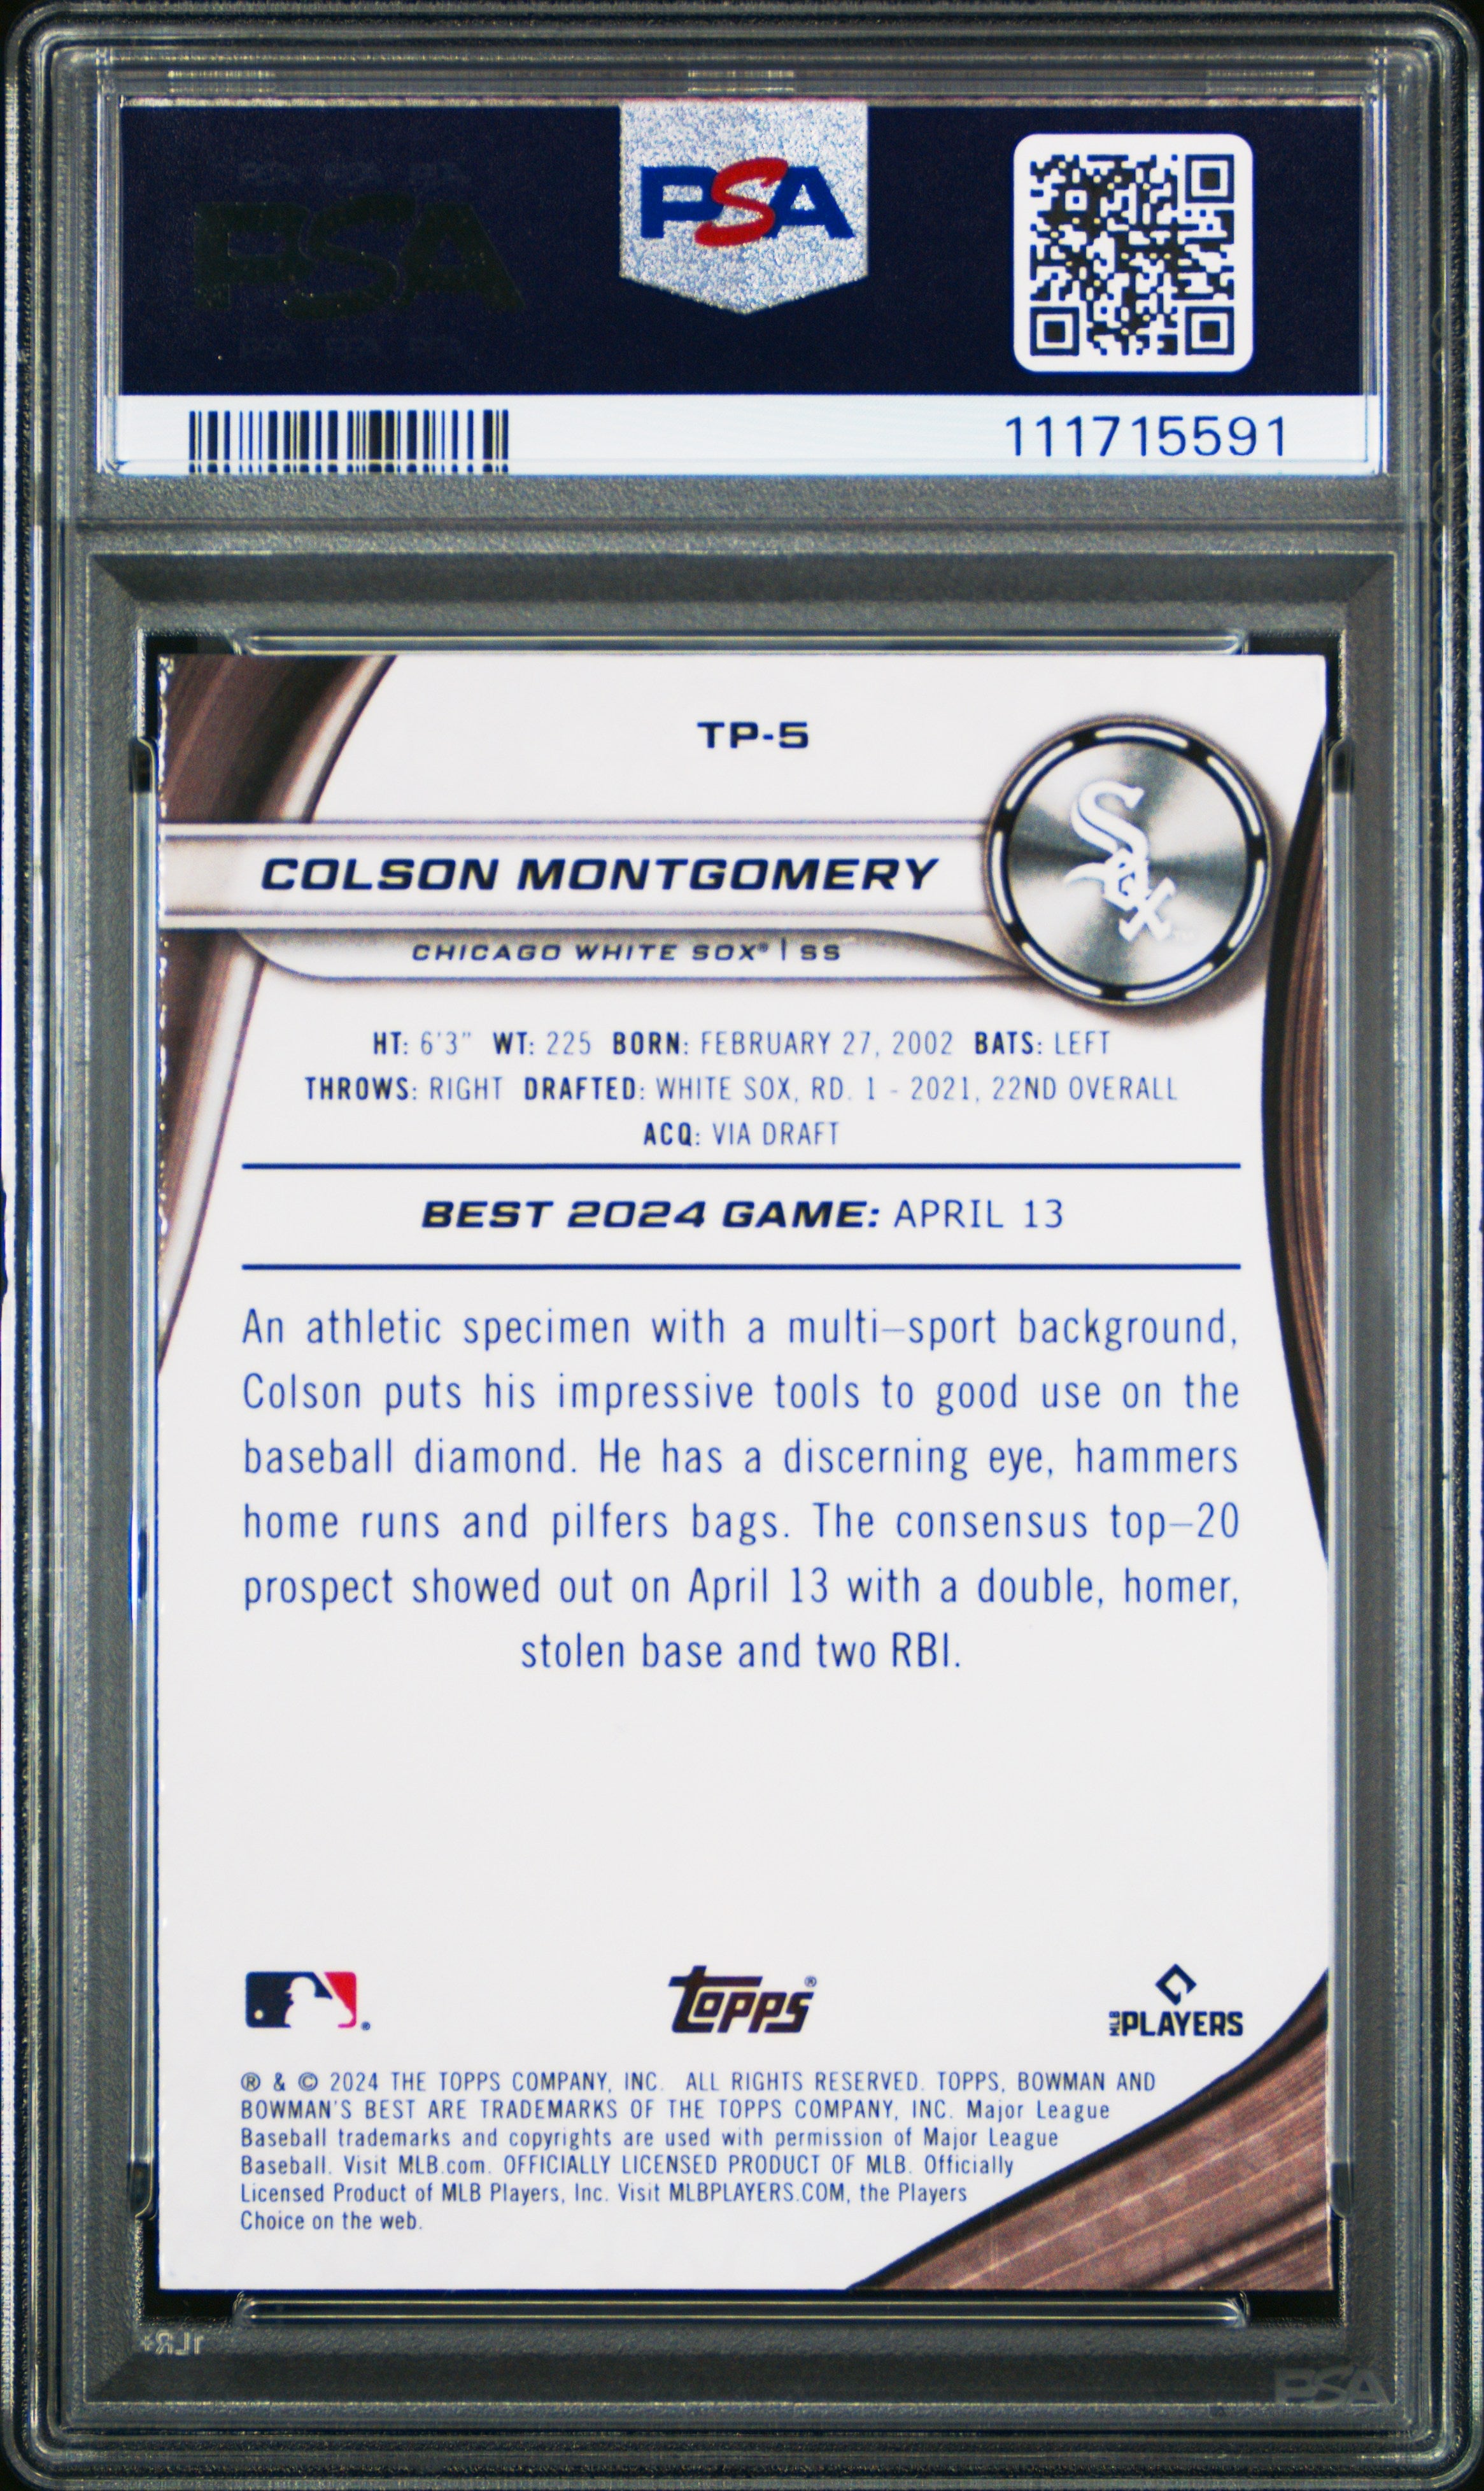 PSA
PSA
111715591
TP-5
Sox
COLSON MONTGOMERY
CHICAGO WHITE SOX® | SS
HT: 6'3" WT: 225 BORN: FEBRUARY 27, 2002 BATS: LEFT
THROWS: RIGHT DRAFTED: WHITE SOX, RD. 1 - 2021, 22ND OVERALL
ACQ: VIA DRAFT
BEST 2024 GAME: APRIL 13
An athletic specimen with a multi–sport background,
Colson puts his impressive tools to good use on the
baseball diamond. He has a discerning eye, hammers
home runs and pilfers bags. The consensus top–20
prospect showed out on April 13 with a double, homer,
stolen base and two RBI.
topps®
MLB PLAYERS
® & © 2024 THE TOPPS COMPANY, INC. ALL RIGHTS RESERVED. TOPPS, BOWMAN AND
BOWMAN'S BEST ARE TRADEMARKS OF THE TOPPS COMPANY, INC. Major League
Baseball trademarks and copyrights are used with permission of Major League
Baseball. Visit MLB.com. OFFICIALLY LICENSED PRODUCT OF MLB. Officially
Licensed Product of MLB Players, Inc. Visit MLBPLAYERS.COM, the Players
Choice on the web.
PSA